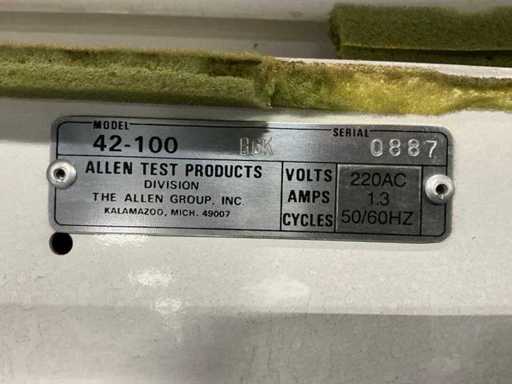 MODEL SERIAL
42-100 0887
ALLEN TEST PRODUCTS
DIVISION
THE ALLEN GROUP, INC
KALAMAZOO, MICH. 49007
VOLTS 220AC
AMPS 1.3
CYCLES 50/60HZ